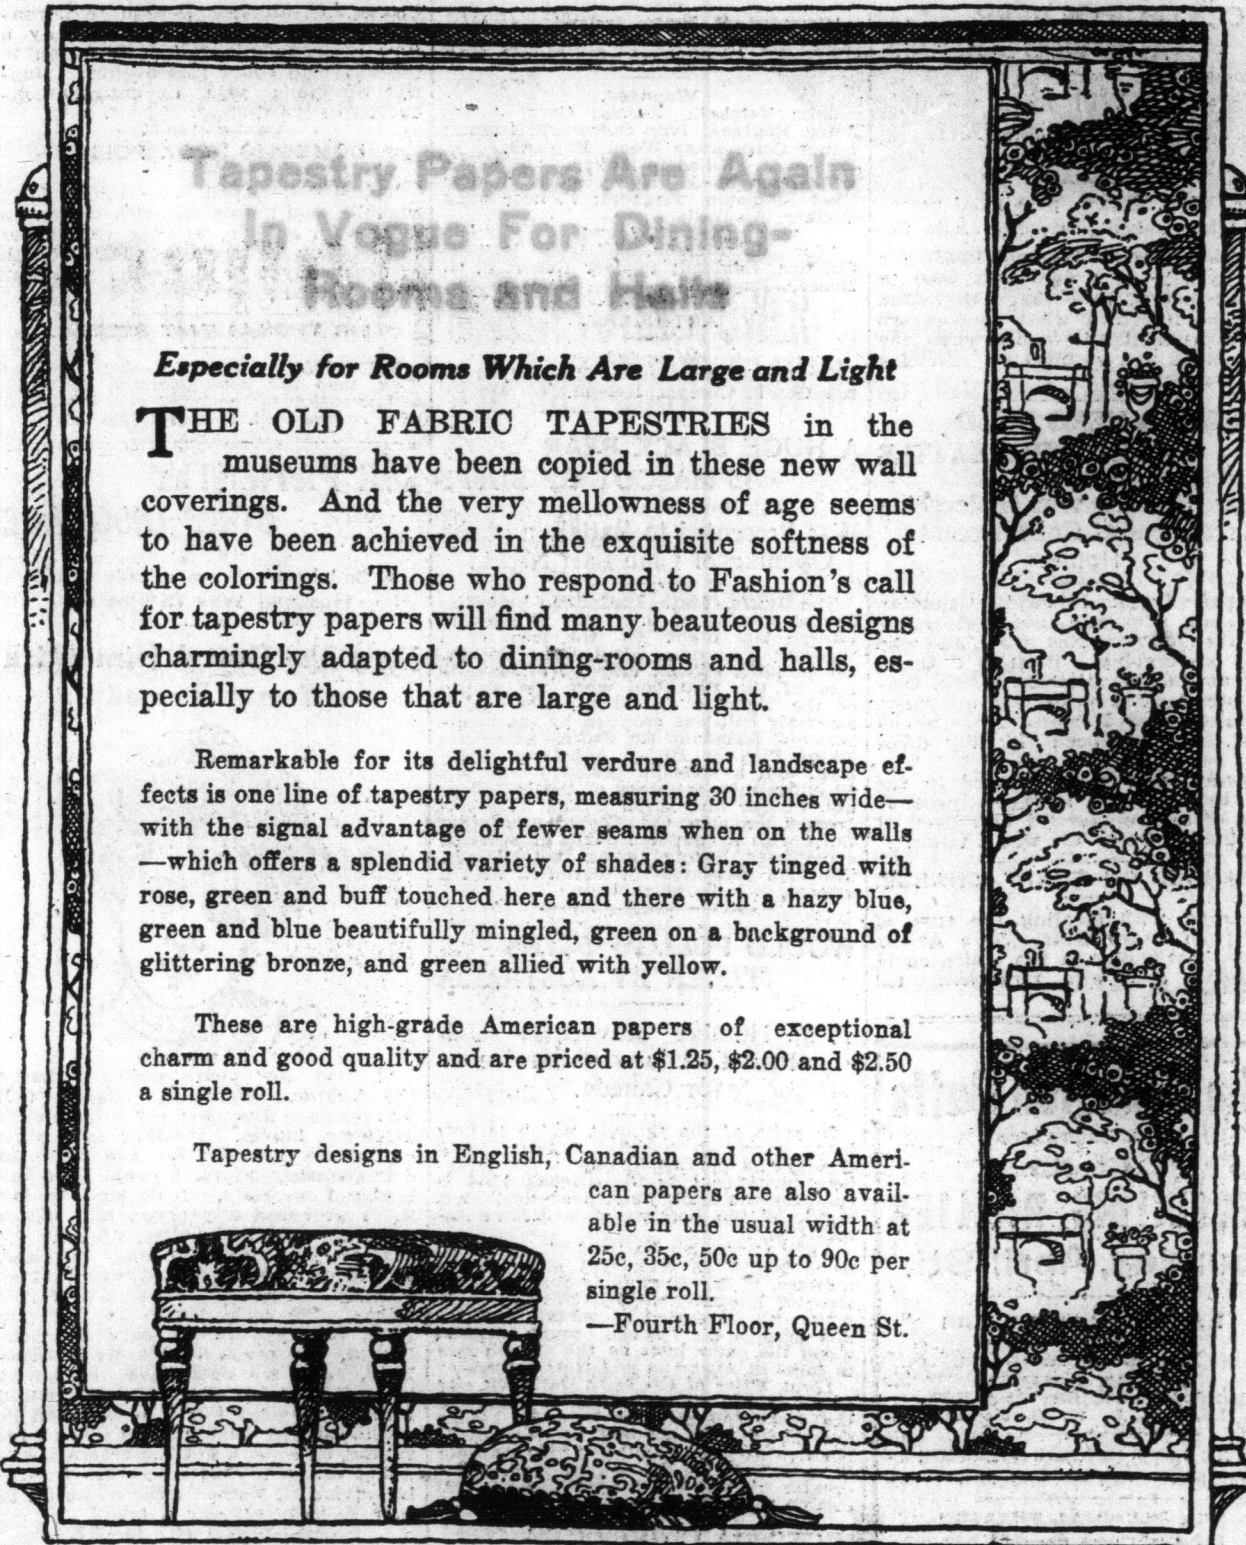 Tapestry Papers Are Again
In Vogue For Dining-
Rooms and Halls
Especially for Rooms Which Are Large and Light
THE OLD FABRIC TAPESTRIES in the
museums have been copied in these new wall
coverings. And the very mellowness of age seems
to have been achieved in the exquisite softness of
the colorings. Those who respond to Fashion's call
for tapestry papers will find many beauteous designs
charmingly adapted to dining-rooms and halls, es-
pecially to those that are large and light.
Remarkable for its delightful verdure and landscape ef-
fects is one line of tapestry papers, measuring 30 inches wide—
with the signal advantage of fewer seams when on the walls
—which offers a splendid variety of shades: Gray tinged with
rose, green and buff touched here and there with a hazy blue,
green and blue beautifully mingled, green on a background of
glittering bronze, and green allied with yellow.
These are high-grade American papers of exceptional
charm and good quality and are priced at $1.25, $2.00 and $2.50
a single roll.
Tapestry designs in English, Canadian and other Ameri-
can papers are also avail-
able in the usual width at
25c, 35c, 50c up to 90c per
single roll.
—Fourth Floor, Queen St.